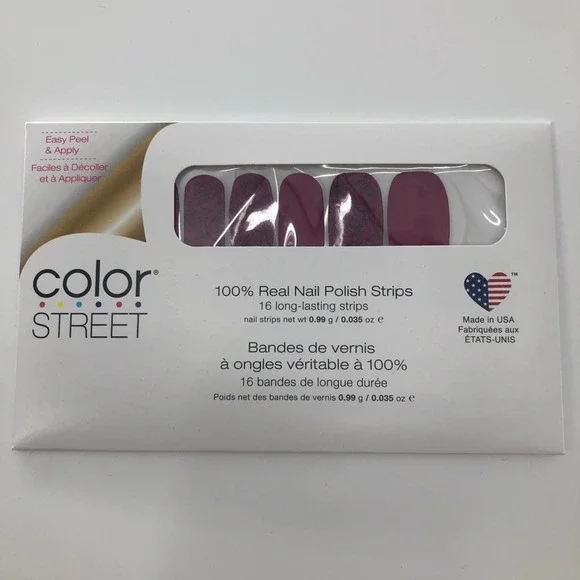 Easy Peel
& Apply
Faciles à Décoller
et à Appliquer
color®
STREET
100% Real Nail Polish Strips
16 long-lasting strips
nail strips net wt 0.99 g / 0.035 oz ℮
Bandes de vernis
à ongles véritable à 100%
16 bandes de longue durée
Poids net des bandes de vernis 0.99 g / 0.035 oz ℮
TM
Made in USA
Fabriquées aux
ÉTATS-UNIS